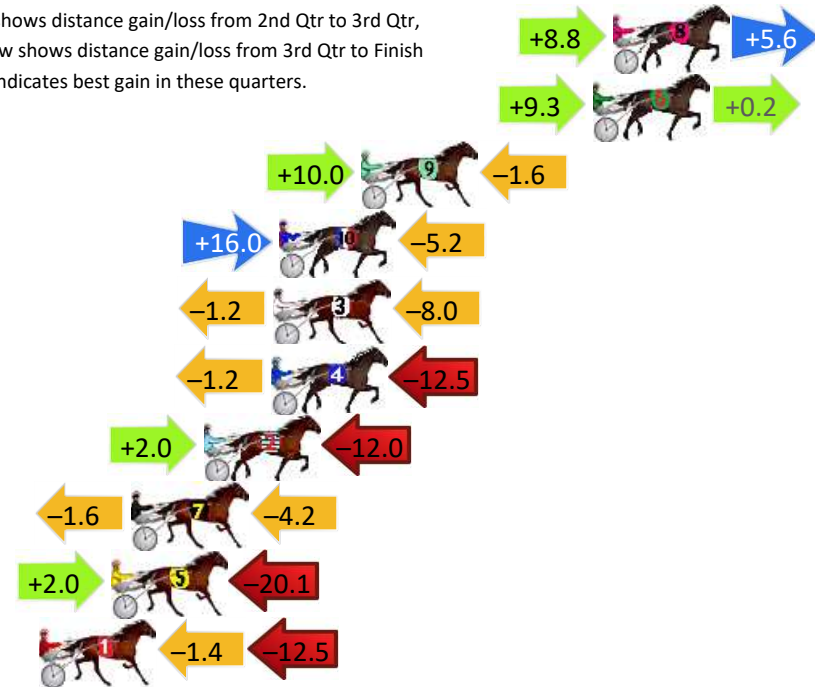 hows distance gain/loss from 2nd Qtr to 3rd Qtr,
w shows distance gain/loss from 3rd Qtr to Finish
ndicates best gain in these quarters.
+8.8 8 +5.6
+9.3 6 +0.2
+10.0 9 –1.6
+16.0 10 –5.2
–1.2 3 –8.0
–1.2 4 –12.5
+2.0 2 –12.0
–1.6 7 –4.2
+2.0 5 –20.1
1 –1.4 –12.5